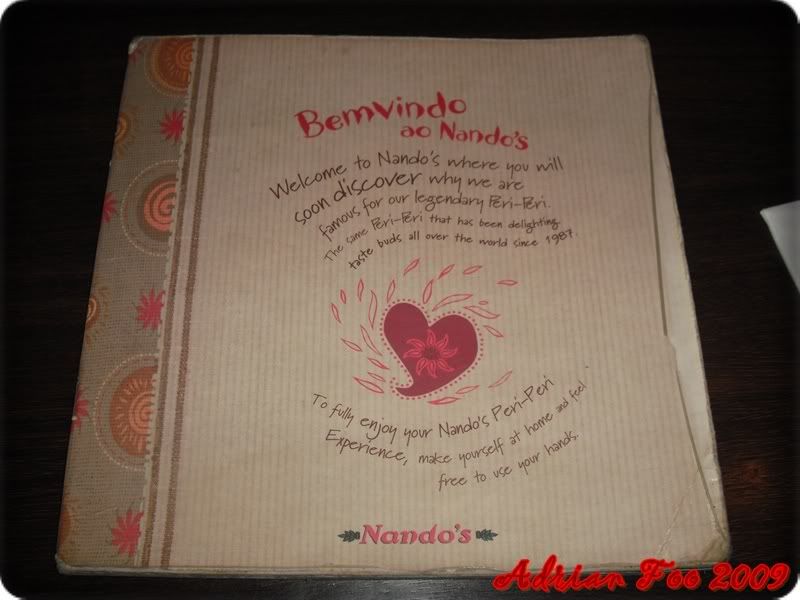 Bemvindo
ao Nando's
Welcome to Nando's where you will
soon discover why we are
famous for our legendary Peri-Peri.
The same Peri-Peri that has been delighting
taste buds all over the world since 1987.
To fully enjoy your Nando's Peri-Peri
Experience, make yourself at home and feel
free to use your hands.
Nando's
Adrian Foo 2009